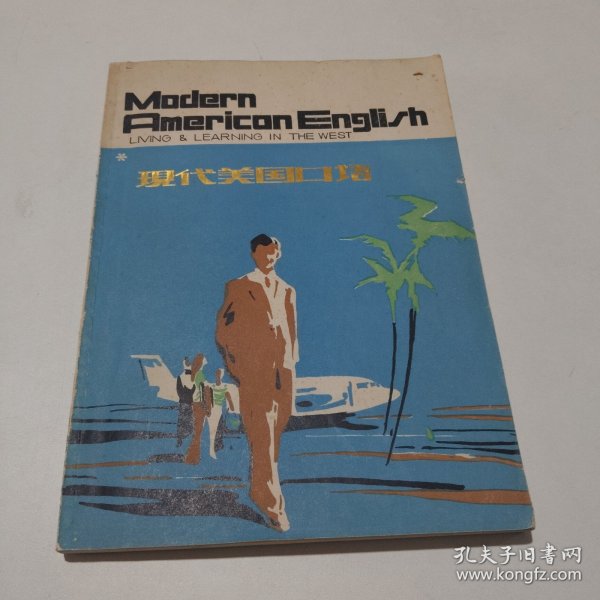 Modern
American English
LIVING & LEARNING IN THE WEST
*现代美国口语
孔夫子旧书网
www.kongfz.com